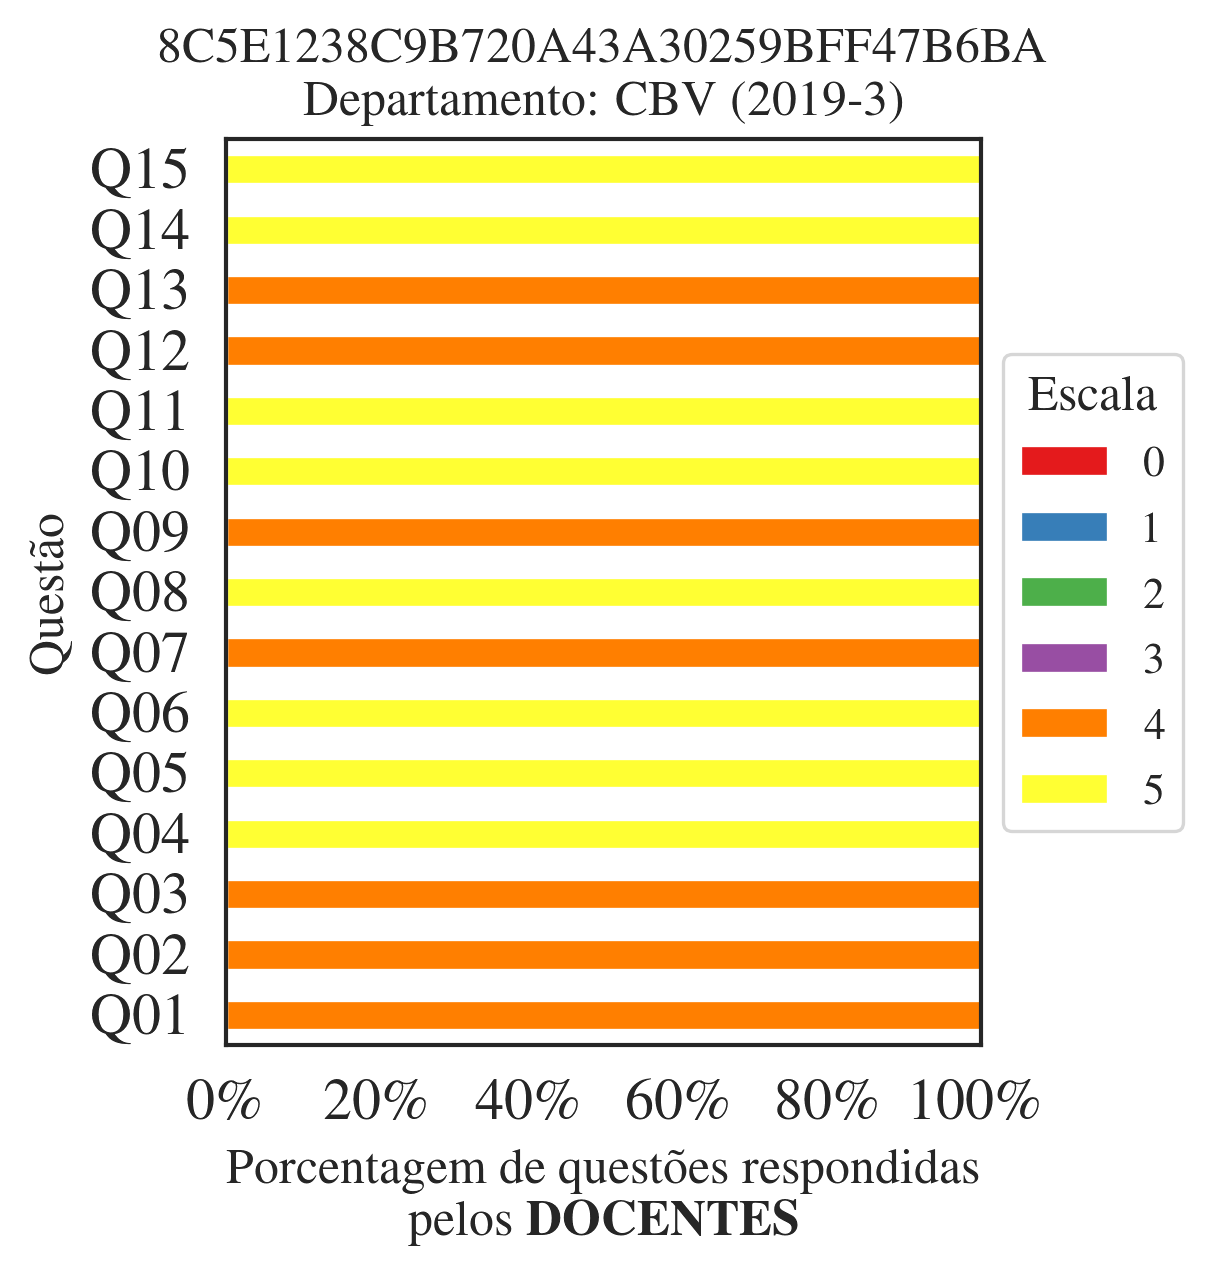 8C5E1238C9B720A43A30259BFF47B6BA
Departamento: CBV (2019-3)
Q15
Q14
Q13
Q12
Q11
Q10
Q09
Q08
Q07
Q06
Q05
Q04
Q03
Q02
Q01
Questão
0% 20% 40% 60% 80% 100%
Porcentagem de questões respondidas
pelos DOCENTES
Escala
0
1
2
3
4
5